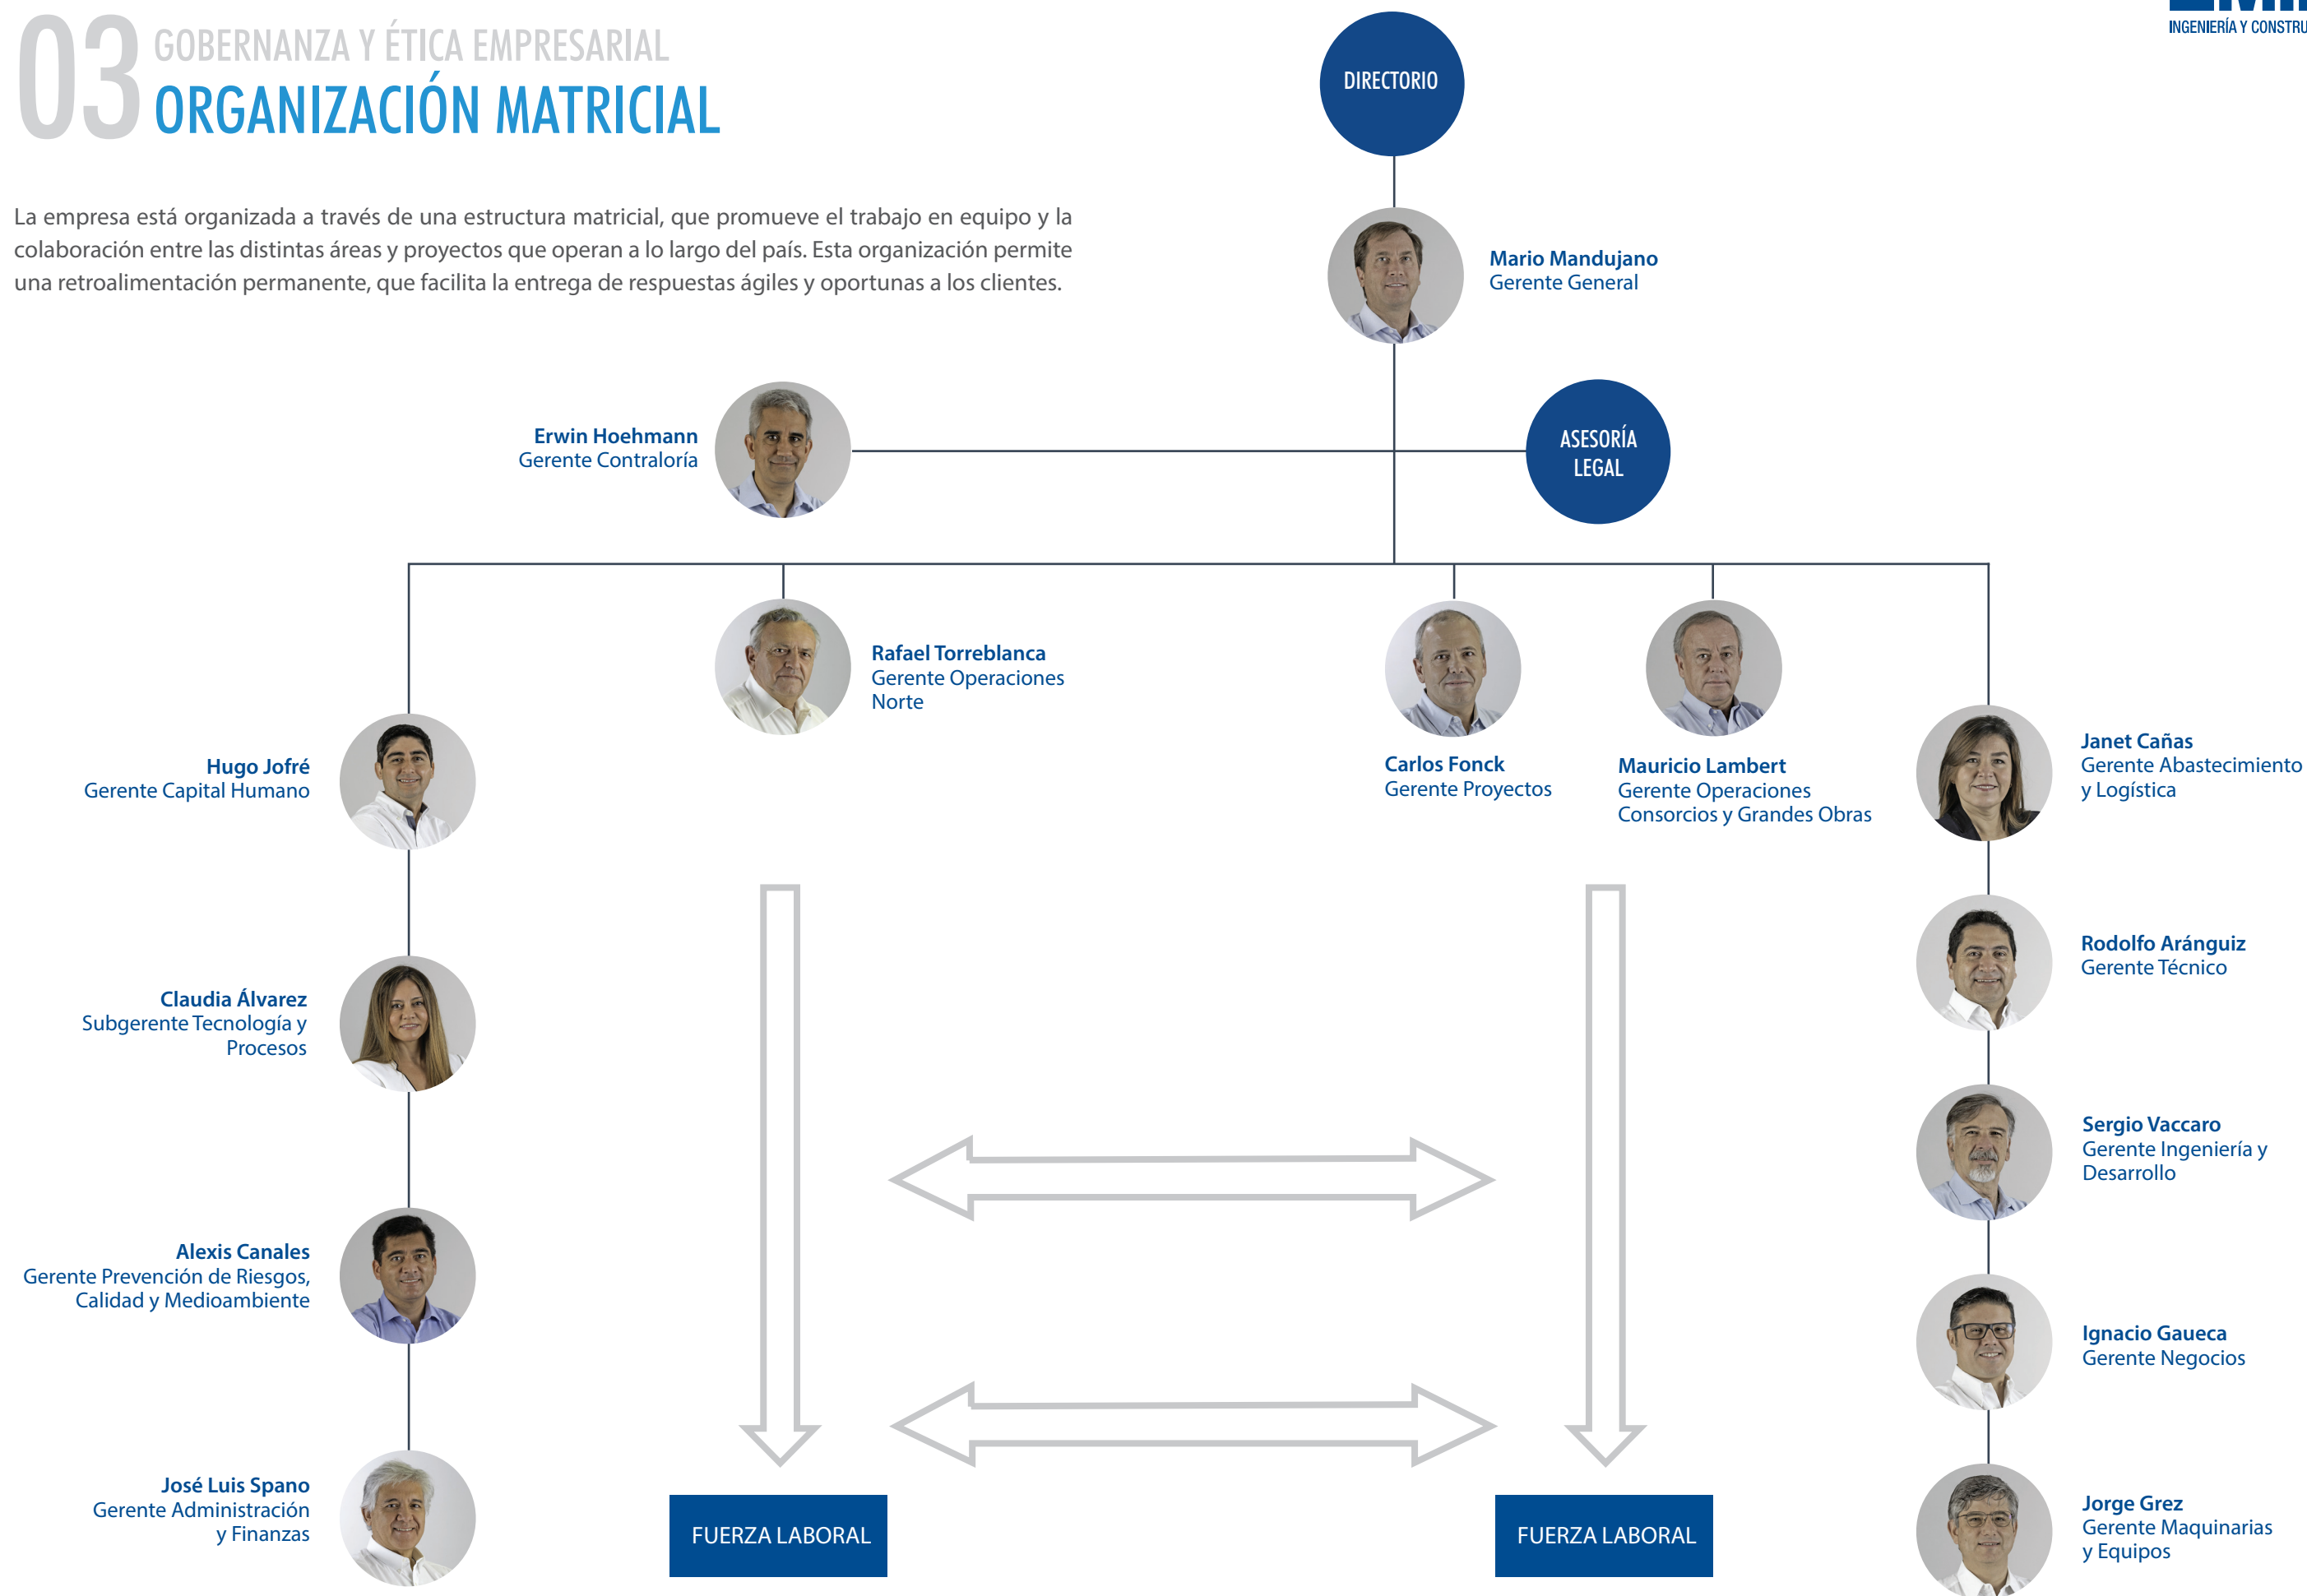 03
GOBERNANZA Y ÉTICA EMPRESARIAL
ORGANIZACIÓN MATRICIAL
INGENIERÍA Y
La empresa está organizada a través de una estructura matricial, que promueve el trabajo en equipo y la
colaboración entre las distintas áreas y proyectos que operan a lo largo del país. Esta organización permite
una retroalimentación permanente, que facilita la entrega de respuestas ágiles y oportunas a los clientes.
DIRECTORIO
Mario Mandujano
Gerente General
Erwin Hoehmann
Gerente Contraloría
ASESORÍA
LEGAL
Rafael Torreblanca
Gerente Operaciones
Norte
Carlos Fonck
Gerente Proyectos
Mauricio Lambert
Gerente Operaciones
Consorcios y Grandes Obras
Hugo Jofré
Gerente Capital Humano
Claudia Álvarez
Subgerente Tecnología y
Procesos
Alexis Canales
Gerente Prevención de Riesgos,
Calidad y Medioambiente
José Luis Spano
Gerente Administración
y Finanzas
Janet Cañas
Gerente Abastecimiento
y Logística
Rodolfo Aránguiz
Gerente Técnico
Sergio Vaccaro
Gerente Ingeniería y
Desarrollo
Ignacio Gaueca
Gerente Negocios
Jorge Grez
Gerente Maquinarias
y Equipos
FUERZA LABORAL
FUERZA LABORAL